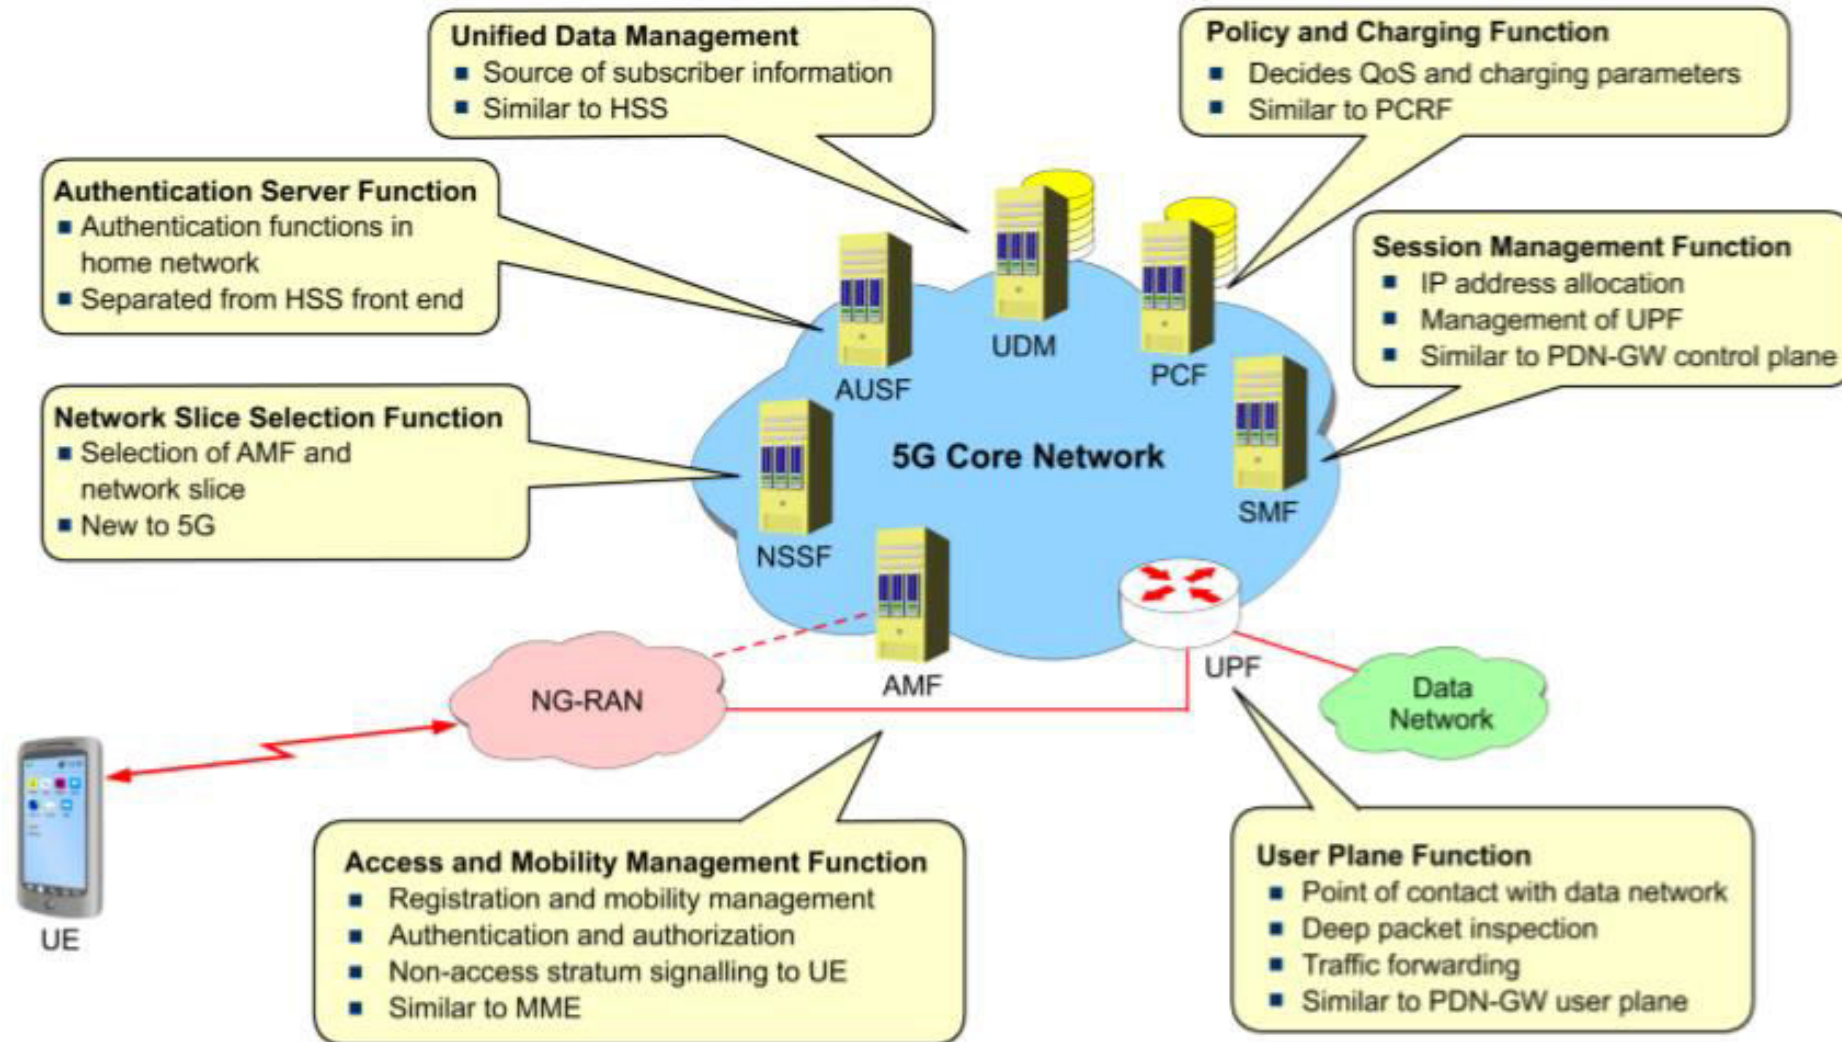 Unified Data Management
Source of subscriber information
Similar to HSS
Policy and Charging Function
Decides QoS and charging parameters
Similar to PCRF
Authentication Server Function
Authentication functions in
home network
Separated from HSS front end
Session Management Function
IP address allocation
Management of UPF
Similar to PDN-GW control plane
Network Slice Selection Function
Selection of AMF and
network slice
New to 5G
UDM
PCF
AUSF
5G Core Network
SMF
NSSF
AMF
UPF
NG-RAN
Data
Network
UE
Access and Mobility Management Function
Registration and mobility management
Authentication and authorization
Non-access stratum signalling to UE
Similar to MME
User Plane Function
Point of contact with data network
Deep packet inspection
Traffic forwarding
Similar to PDN-GW user plane